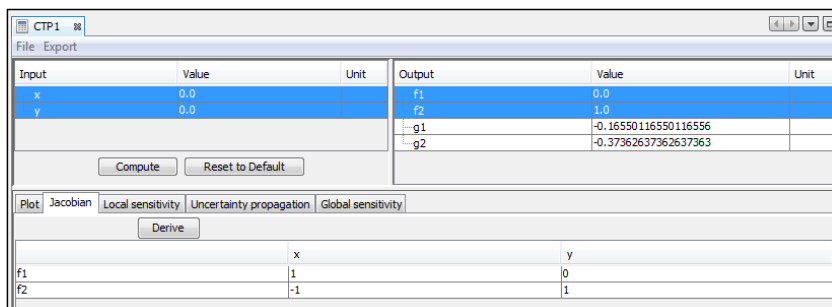 CTP1
File Export
Input Value Unit
x 0.0
y 0.0
Compute Reset to Default
Output Value Unit
f1 0.0
f2 1.0
g1 -0.16550116550116556
g2 -0.37362637362637363
Plot Jacobian Local sensitivity Uncertainty propagation Global sensitivity
Derive
x y
f1 1 0
f2 -1 1